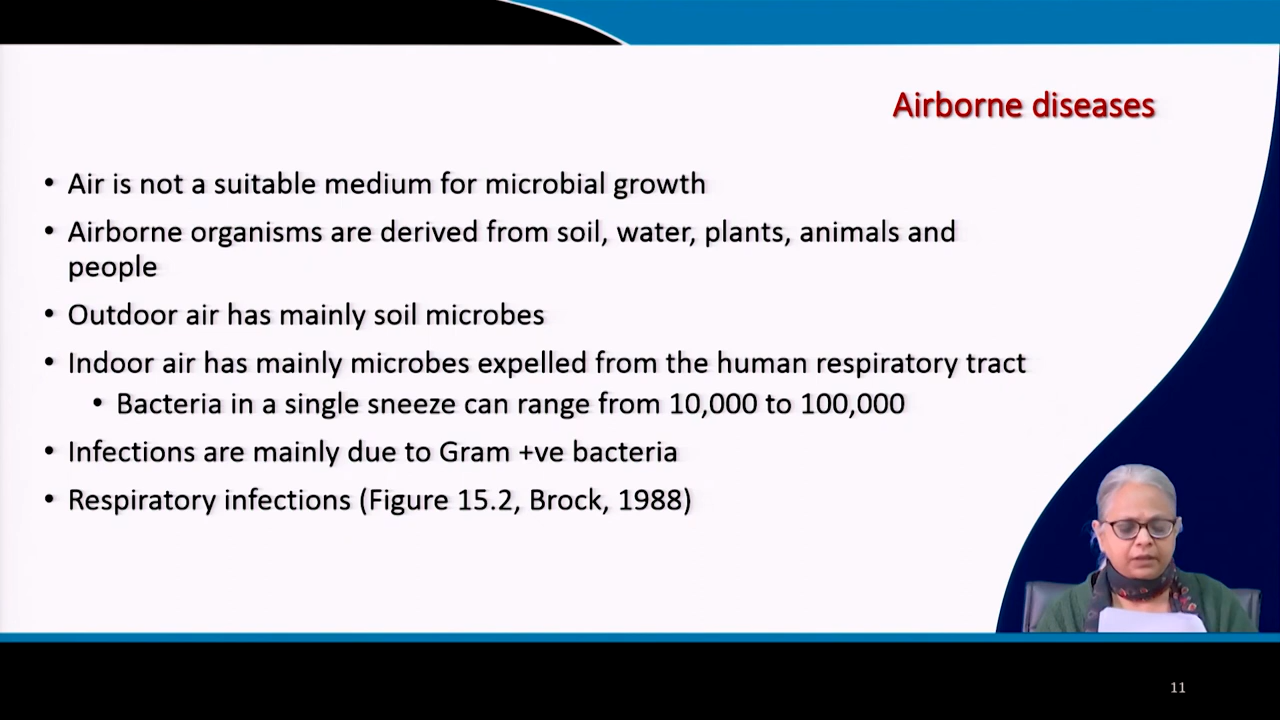 Airborne diseases
• Air is not a suitable medium for microbial growth
• Airborne organisms are derived from soil, water, plants, animals and
people
• Outdoor air has mainly soil microbes
• Indoor air has mainly microbes expelled from the human respiratory tract
• Bacteria in a single sneeze can range from 10,000 to 100,000
• Infections are mainly due to Gram +ve bacteria
• Respiratory infections (Figure 15.2, Brock, 1988)
11